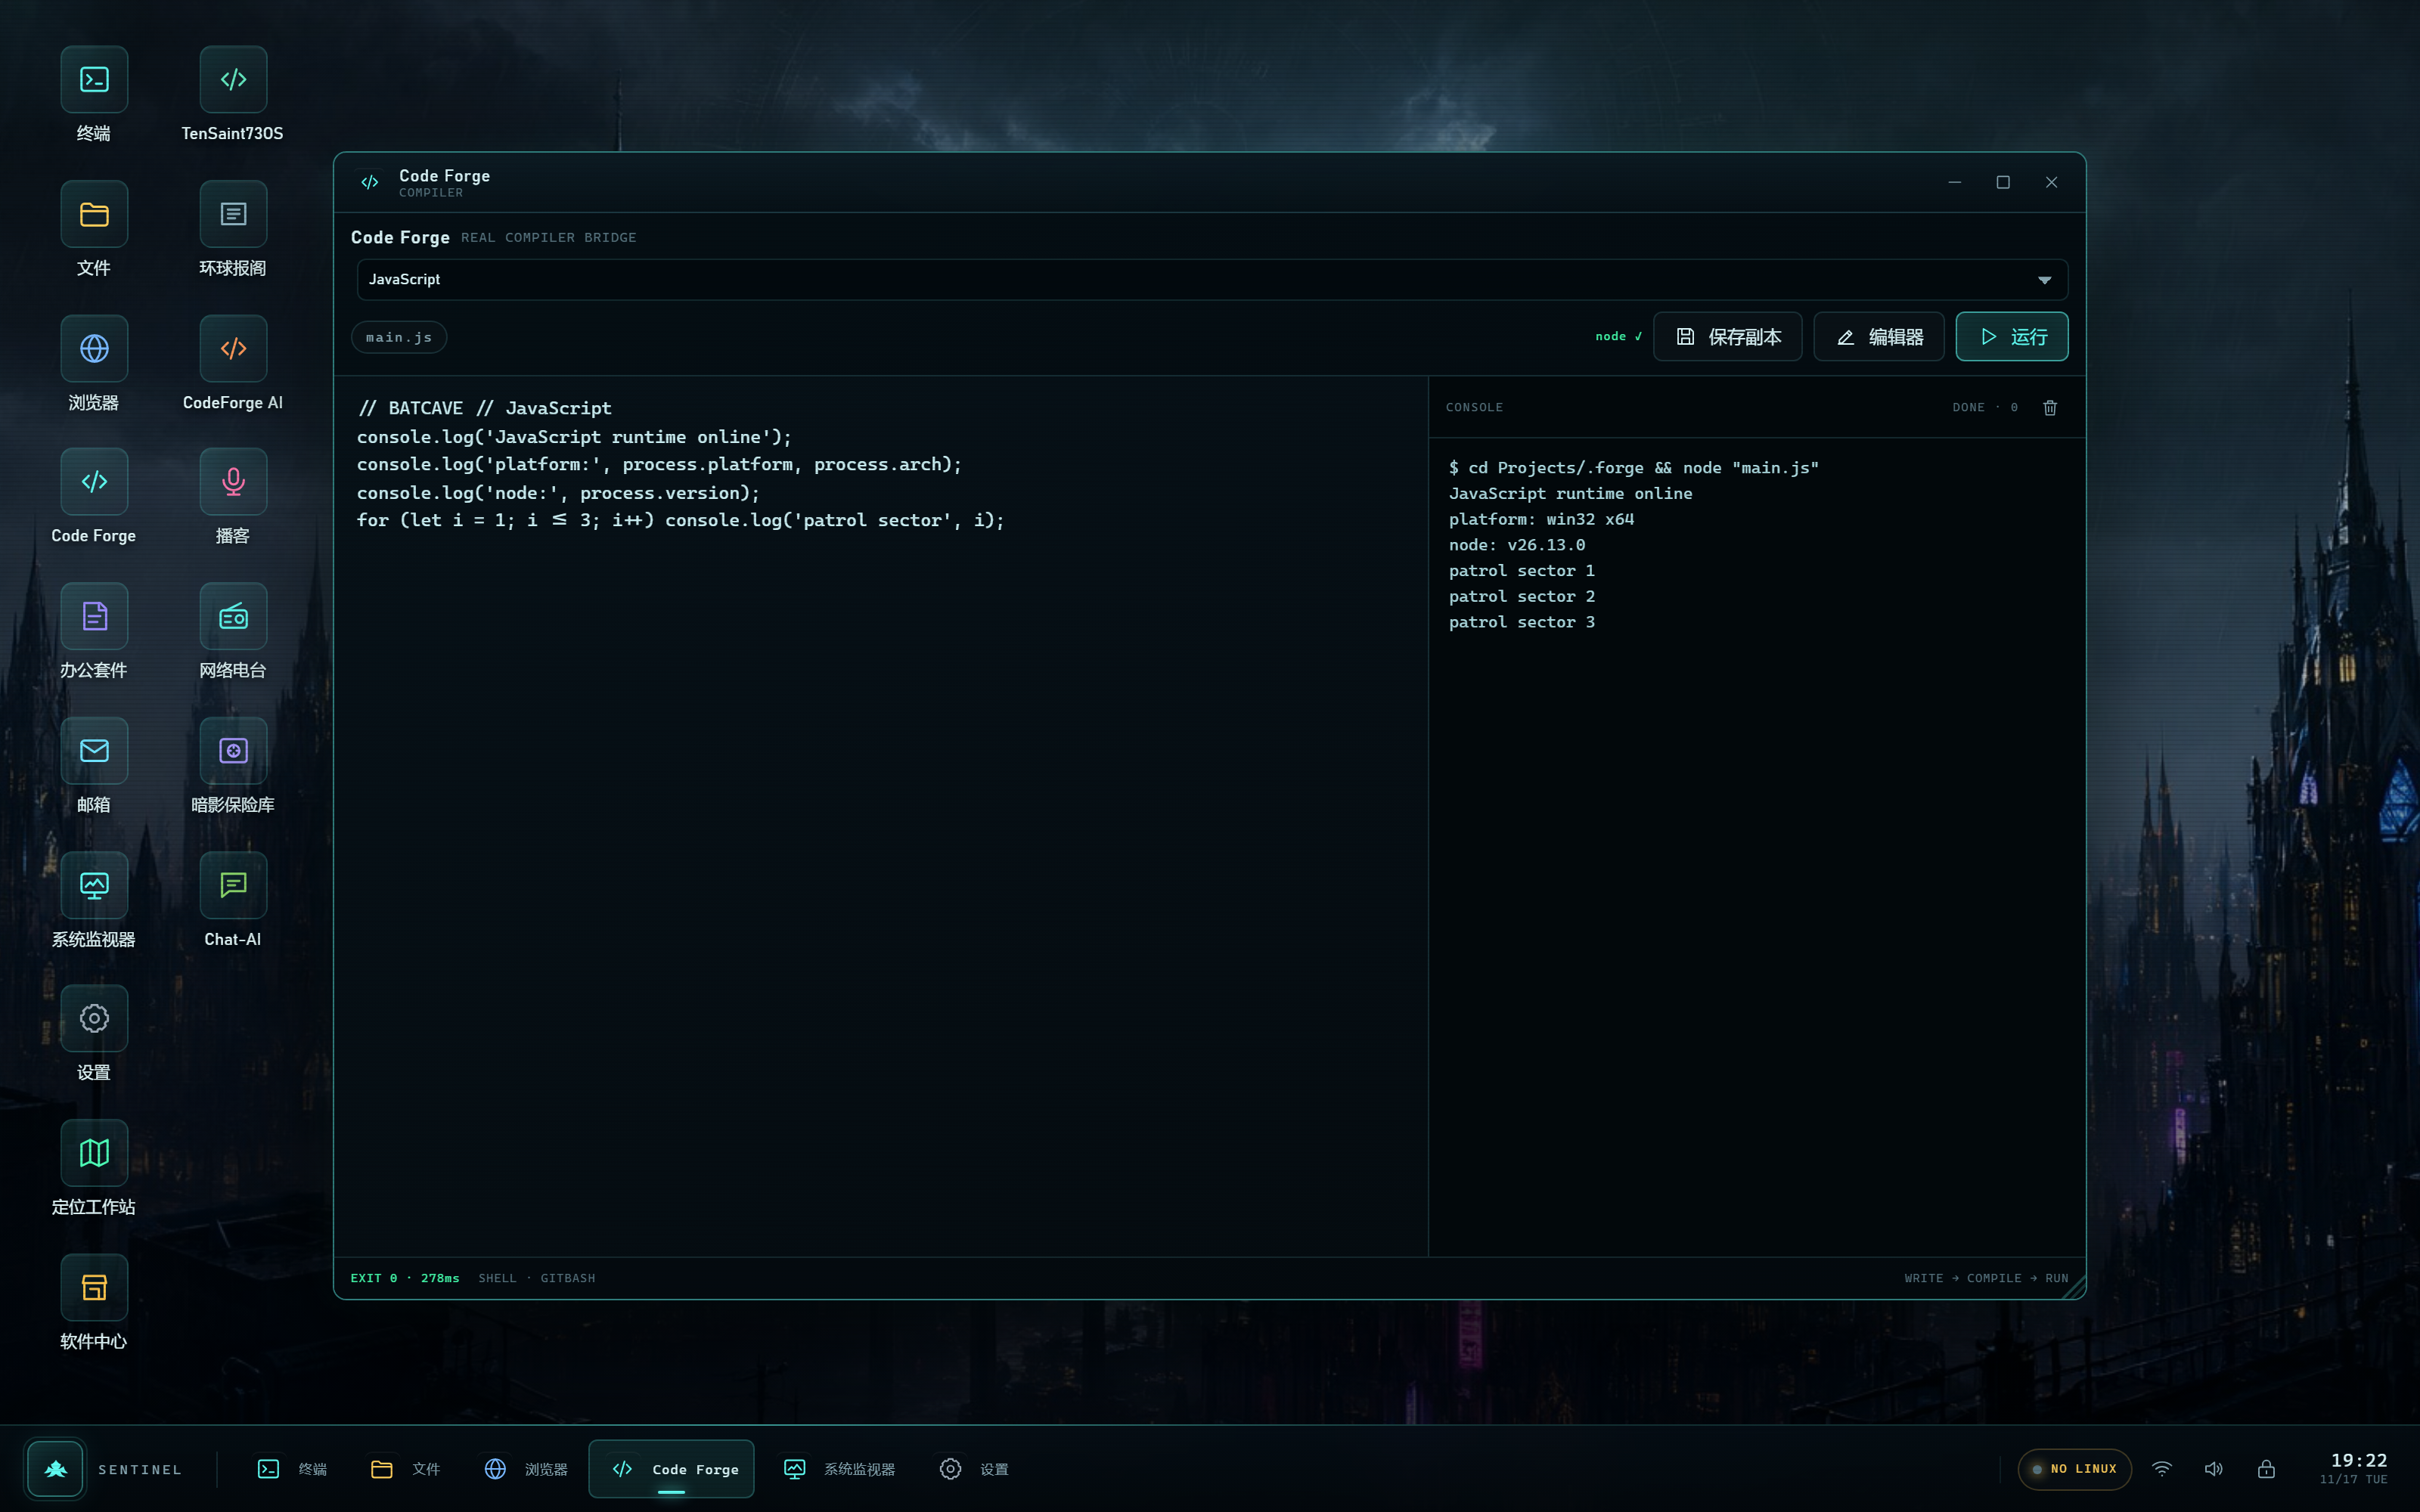 终端
TenSaint730S
文件
环球报阁
浏览器
CodeForge AI
Code Forge
播客
办公套件
网络电台
邮箱
暗影保险库
系统监视器
Chat-AI
设置
定位工作站
软件中心
Code Forge
COMPILER
Code Forge REAL COMPILER BRIDGE
JavaScript
main.js
node ✓
保存副本
编辑器
运行
// BATCAVE // JavaScript
console.log('JavaScript runtime online');
console.log('platform:', process.platform, process.arch);
console.log('node:', process.version);
for (let i = 1; i <= 3; i++) console.log('patrol sector', i);
CONSOLE
DONE · 0
$ cd Projects/.forge && node "main.js"
JavaScript runtime online
platform: win32 x64
node: v26.13.0
patrol sector 1
patrol sector 2
patrol sector 3
EXIT 0 · 278ms SHELL · GITBASH
WRITE → COMPILE → RUN
SENTINEL
终端
文件
浏览器
Code Forge
系统监视器
设置
NO LINUX
19:22
11/17 TUE